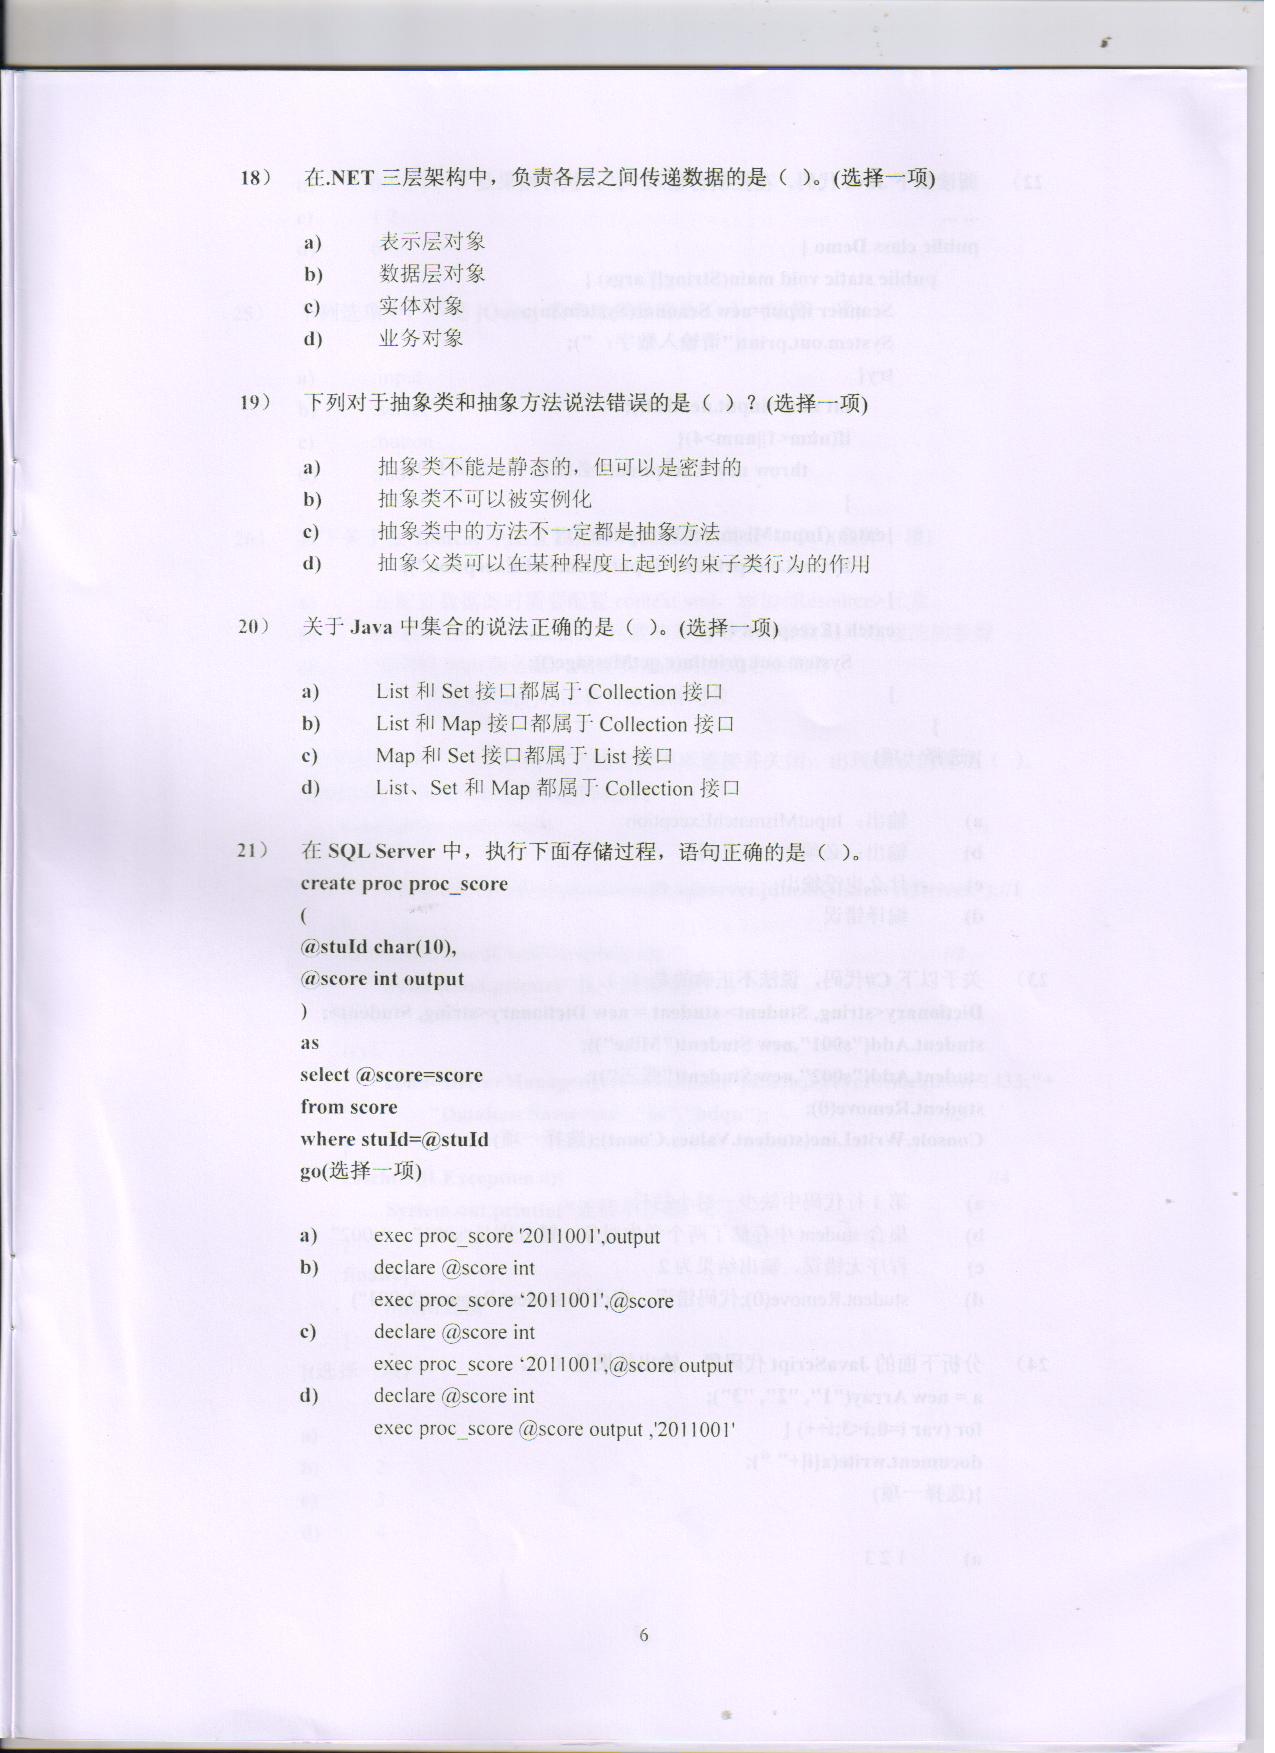 18） 在.NET 三层架构中，负责各层之间传递数据的是（ ）。(选择一项)
a) 表示层对象
b) 数据层对象
c) 实体对象
d) 业务对象
19） 下列对于抽象类和抽象方法说法错误的是（ ）？(选择一项)
a) 抽象类不能是静态的，但可以是密封的
b) 抽象类不可以被实例化
c) 抽象类中的方法不一定都是抽象方法
d) 抽象父类可以在某种程度上起到约束子类行为的作用
20） 关于 Java 中集合的说法正确的是（ ）。(选择一项)
a) List 和 Set 接口都属于 Collection 接口
b) List 和 Map 接口都属于 Collection 接口
c) Map 和 Set 接口都属于 List 接口
d) List、Set 和 Map 都属于 Collection 接口
21） 在 SQL Server 中，执行下面存储过程，语句正确的是（ ）。
create proc proc_score
(
@stuId char(10),
@score int output
)
as
select @score=score
from score
where stuId=@stuId
go(选择一项)
a) exec proc_score '2011001',output
b) declare @score int
exec proc_score '2011001',@score
c) declare @score int
exec proc_score ‘2011001',@score output
d) declare @score int
exec proc_score @score output ,'2011001'
6